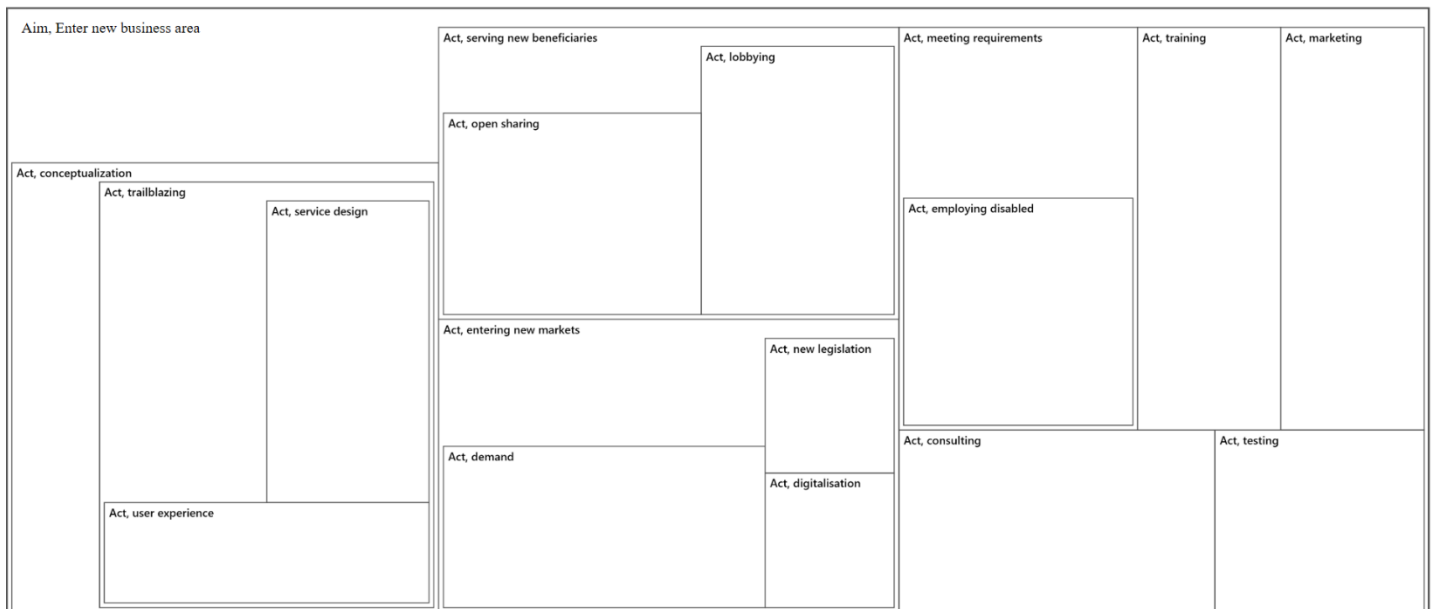 Aim, Enter new business area
Act, conceptualization
Act, trailblazing
Act, service design
Act, user experience
Act, serving new beneficiaries
Act, lobbying
Act, open sharing
Act, entering new markets
Act, new legislation
Act, demand
Act, digitalisation
Act, meeting requirements
Act, employing disabled
Act, training
Act, marketing
Act, consulting
Act, testing